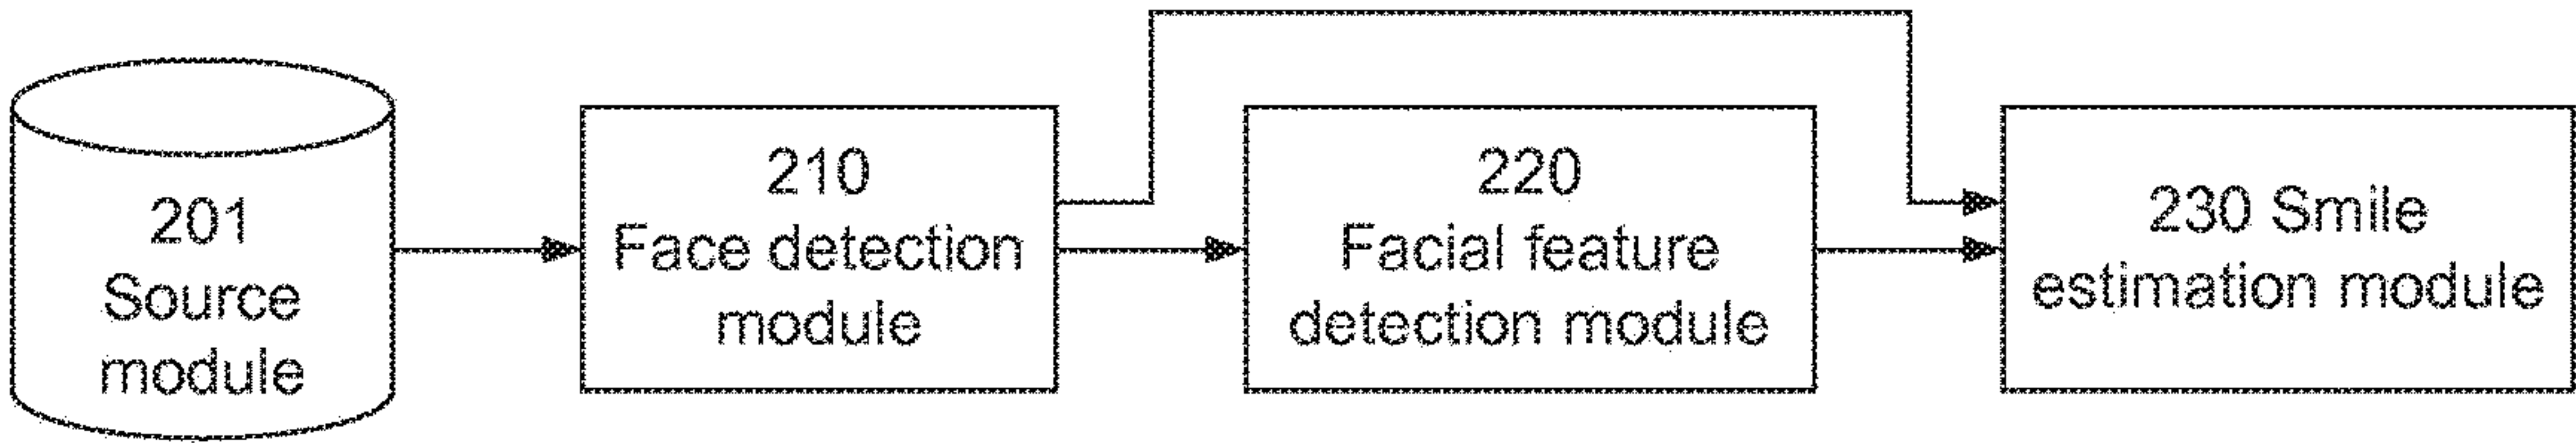 201
Source
module
210
Face detection
module
220
Facial feature
detection module
230 Smile
estimation module